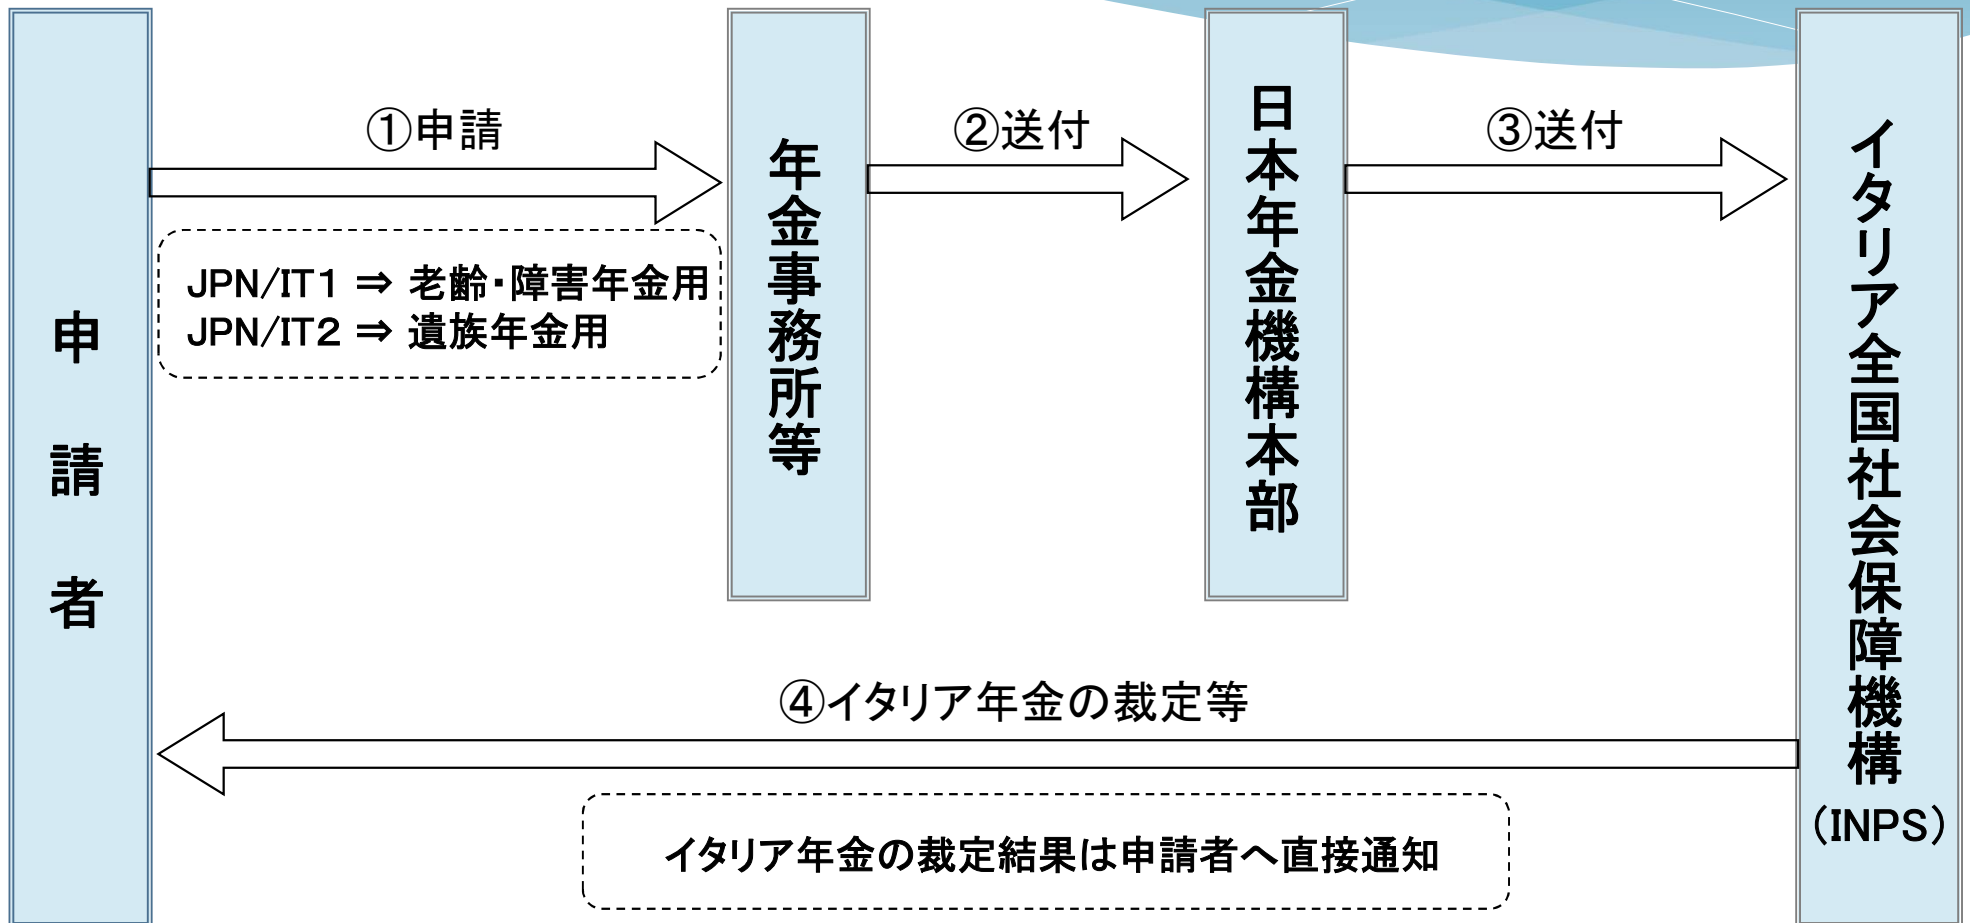 申請者
①申請
JPN/IT1 ⇒ 老齢・障害年金用
JPN/IT2 ⇒ 遺族年金用
年金事務所等
②送付
日本年金機構本部
③送付
イタリア全国社会保障機構
(INPS)
④イタリア年金の裁定等
イタリア年金の裁定結果は申請者へ直接通知